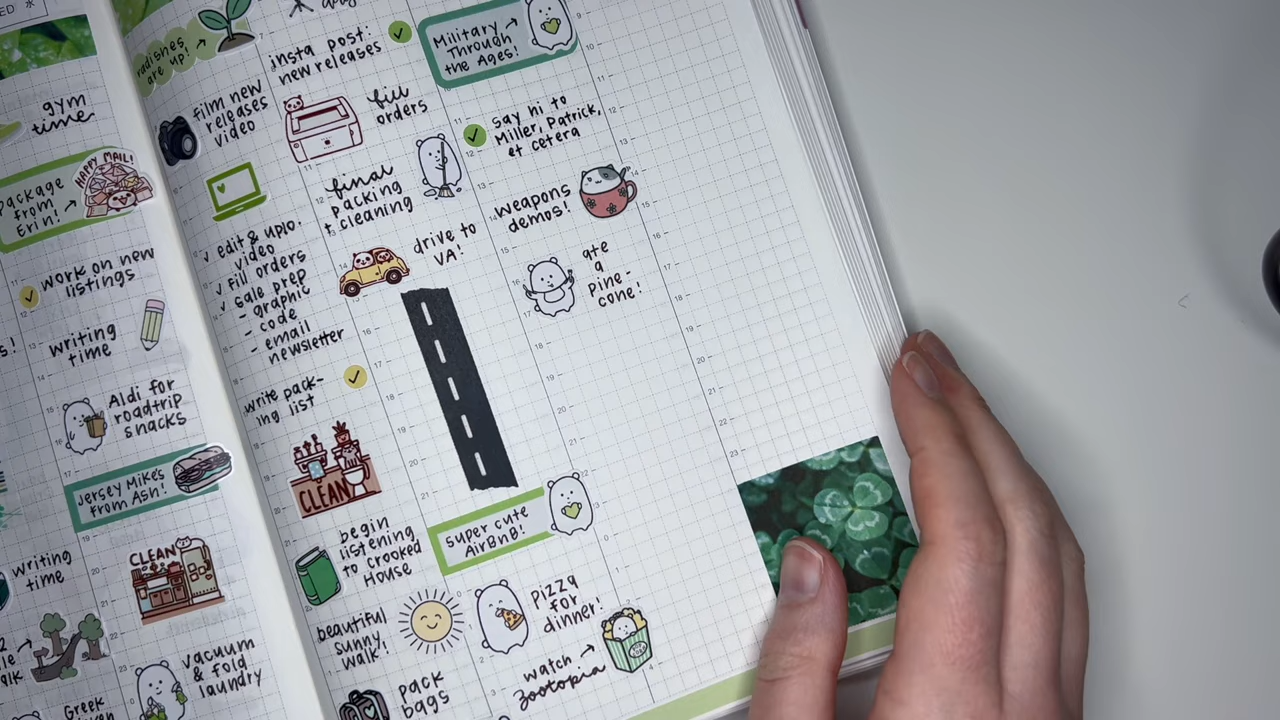 gym
time
HAPPY MAIL!
Package
from
Erin!
work on new
listings
writing
time
Aldi for
roadtrip
snacks
Jersey Mike's
from Ash!
writing
time
CLEAN
vacuum
& fold
laundry
Greek
radishes
are up!
film new
releases
video
edit & uplo.
video
fill orders
sale prep
- graphic
- code
- email
newsletter
write pack-
ing list
CLEAN
begin
listening
to Crooked
House
beautiful
sunny
walk!
pack
bags
insta post:
new releases
fill
orders
final
packing
& cleaning
drive to
VA!
super cute
AirBnB!
pizza
for
dinner!
watch
Zootopia
Military
Through
the Ages!
say hi to
Miller, Patrick,
et cetera
weapons
demos!
ate
a
pine-
cone!